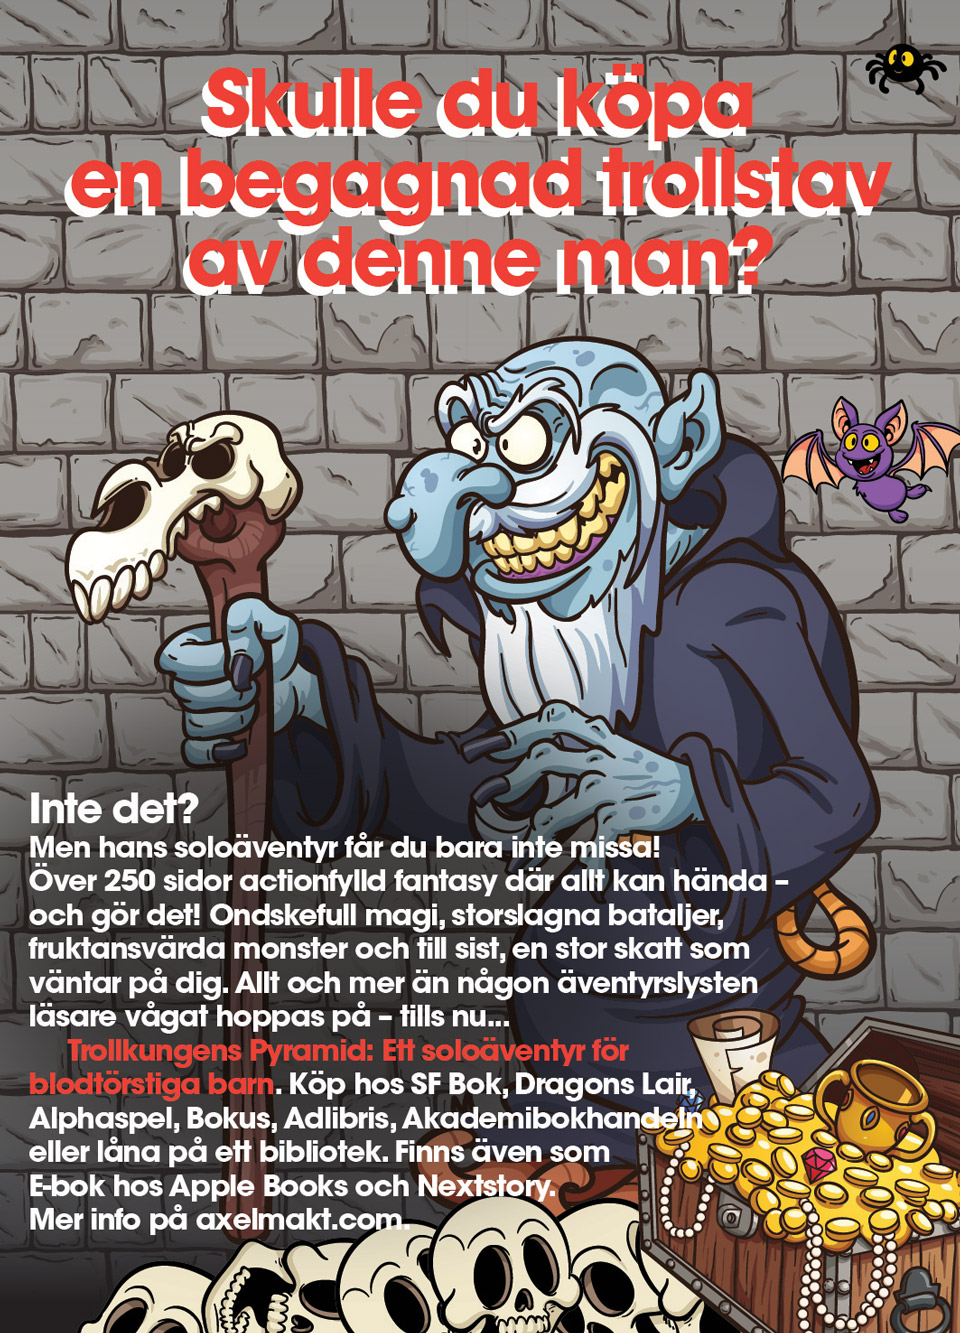 Skulle du köpa
en begagnad trollstav
av denne man?
Inte det?
Men hans soloäventyr får du bara inte missa!
Över 250 sidor actionfylld fantasy där allt kan hända –
och gör det! Ondskefull magi, storslagna bataljer,
fruktansvärda monster och till sist, en stor skatt som
väntar på dig. Allt och mer än någon äventyrslysten
läsare vågat hoppas på – tills nu...
Trollkungens Pyramid: Ett soloäventyr för
blodtörstiga barn. Köp hos SF Bok, Dragons Lair,
Alphaspel, Bokus, Adlibris, Akademibokhandeln
eller låna på ett bibliotek. Finns även som
E-bok hos Apple Books och Nextstory.
Mer info på axelmakt.com.